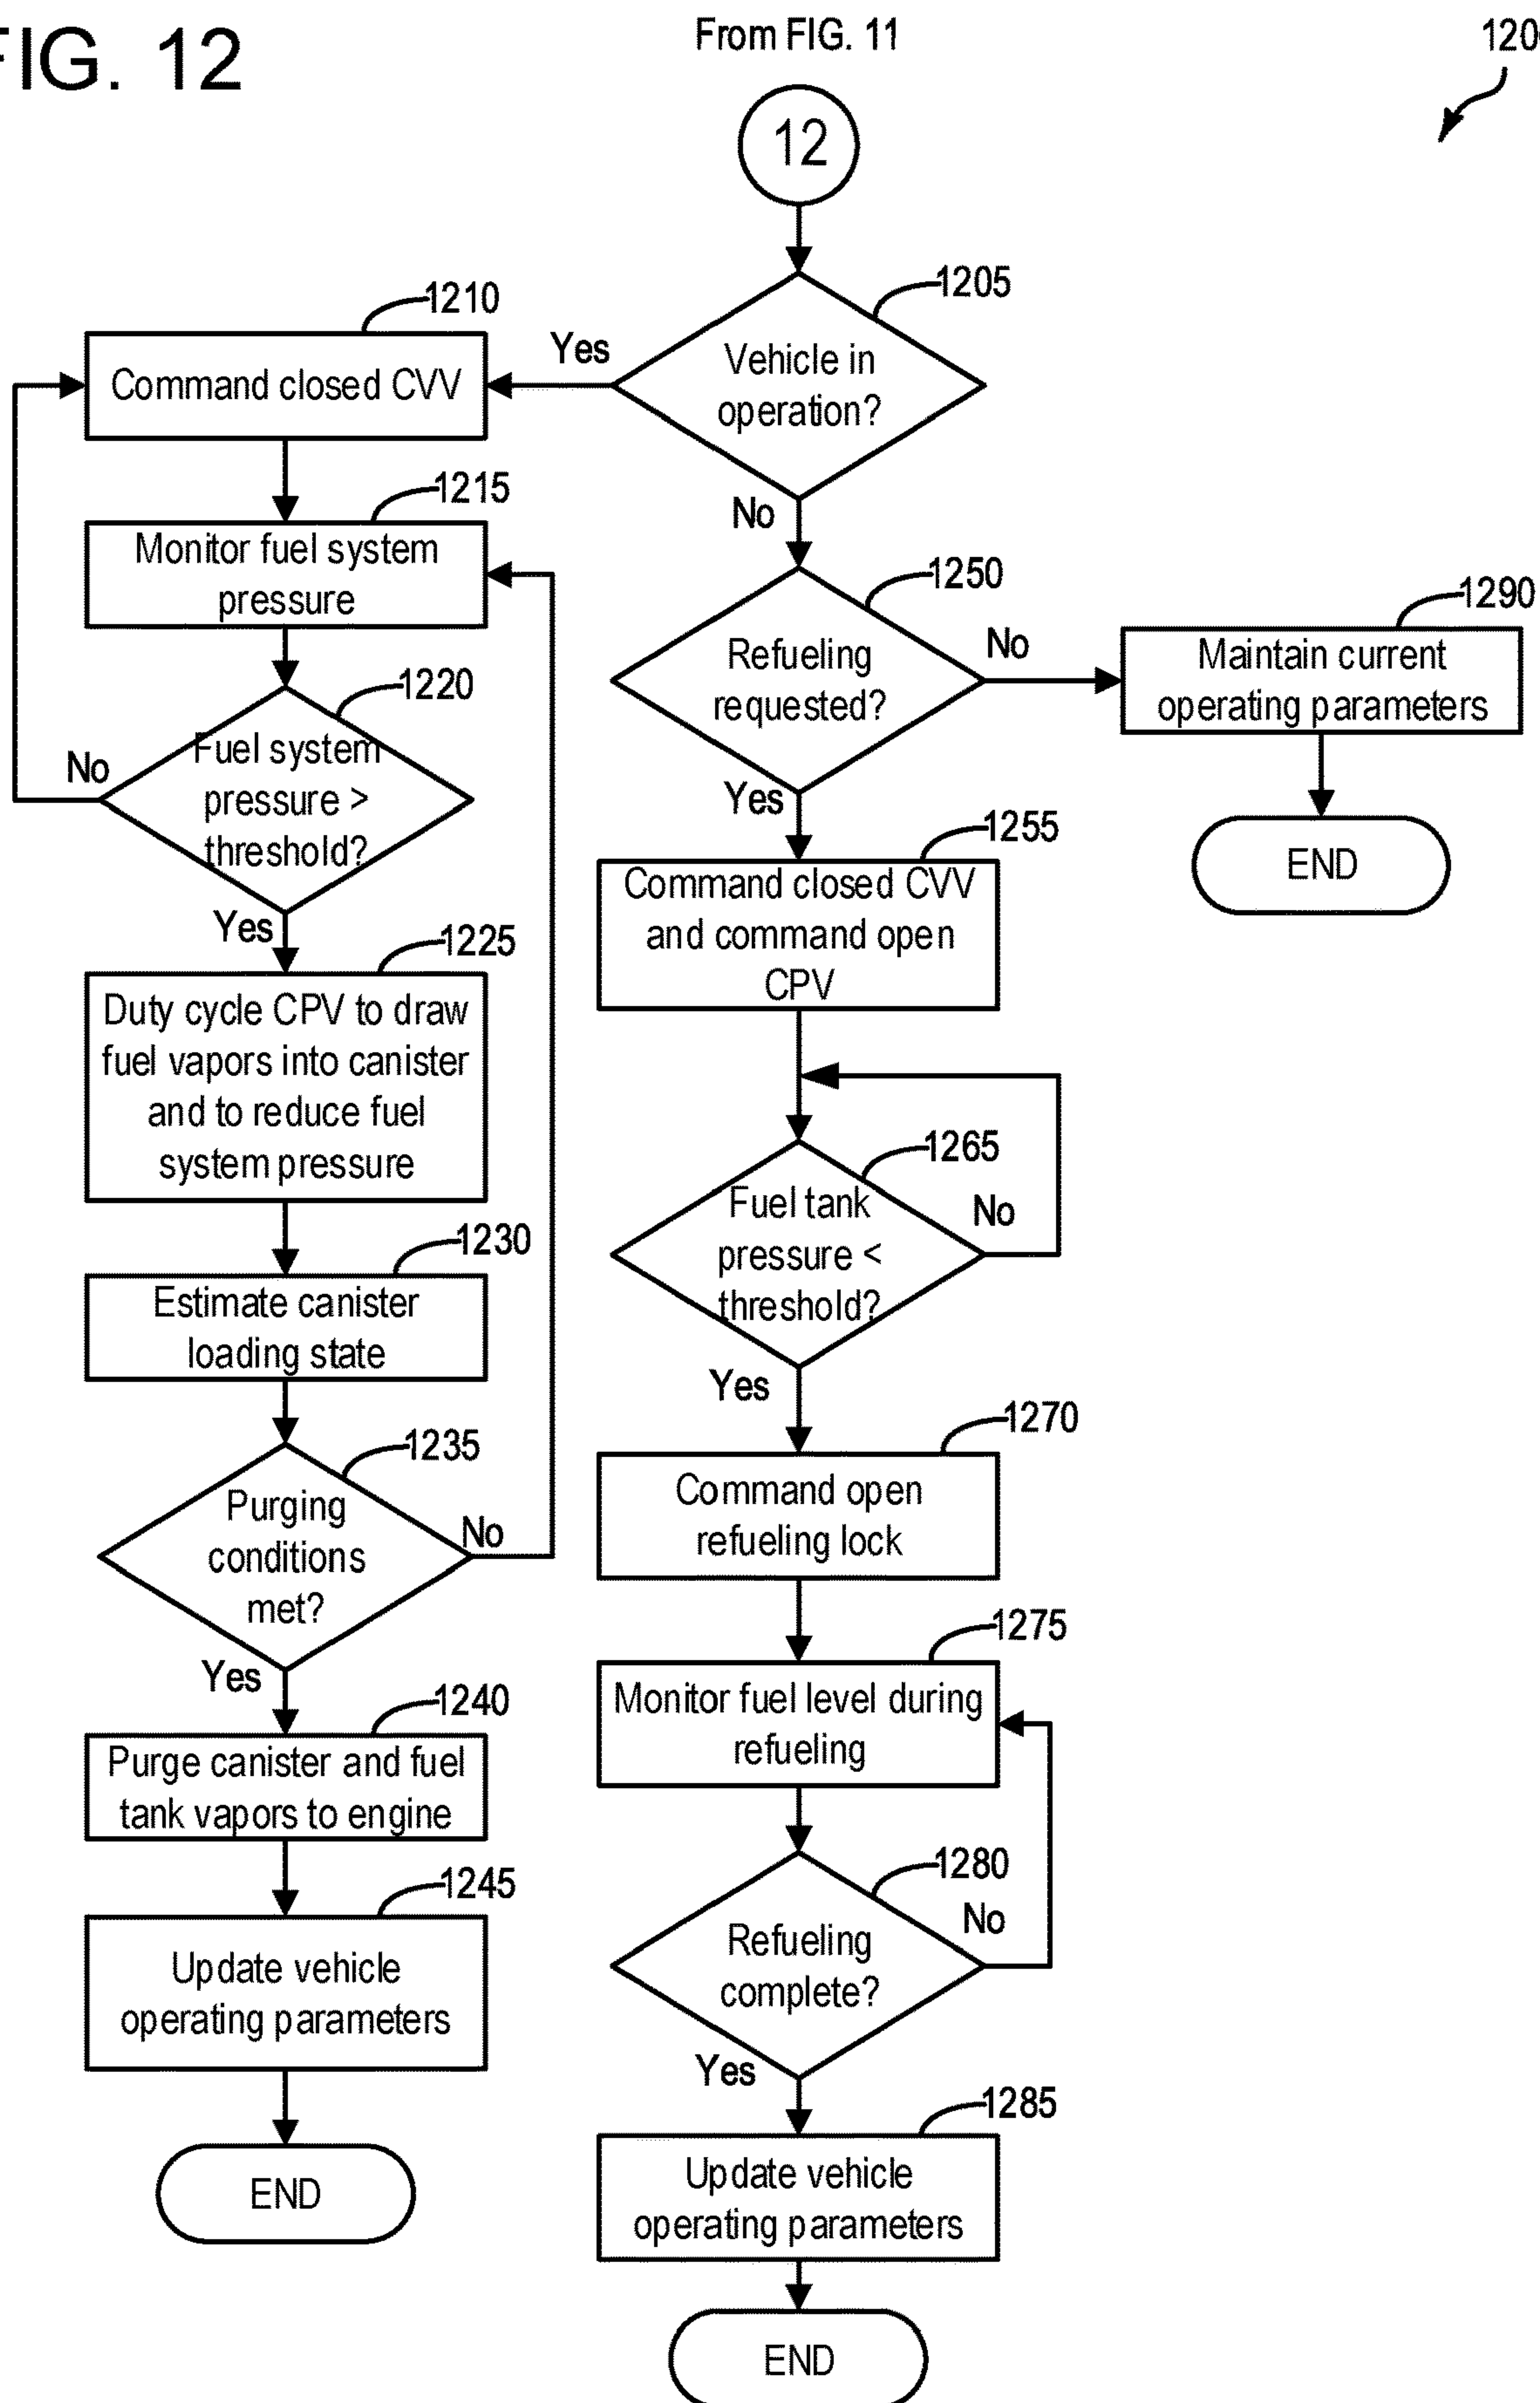 FIG. 12
From FIG. 11
120
12
1205
Vehicle in
operation?
Yes
No
1210
Command closed CVV
1215
Monitor fuel system
pressure
1220
Fuel system
pressure >
threshold?
No
Yes
1225
Duty cycle CPV to draw
fuel vapors into canister
and to reduce fuel
system pressure
1230
Estimate canister
loading state
1235
Purging
conditions
met?
No
Yes
1240
Purge canister and fuel
tank vapors to engine
1245
Update vehicle
operating parameters
END
1250
Refueling
requested?
No
Yes
1290
Maintain current
operating parameters
END
1255
Command closed CVV
and command open
CPV
1265
Fuel tank
pressure <
threshold?
No
Yes
1270
Command open
refueling lock
1275
Monitor fuel level during
refueling
1280
Refueling
complete?
No
Yes
1285
Update vehicle
operating parameters
END